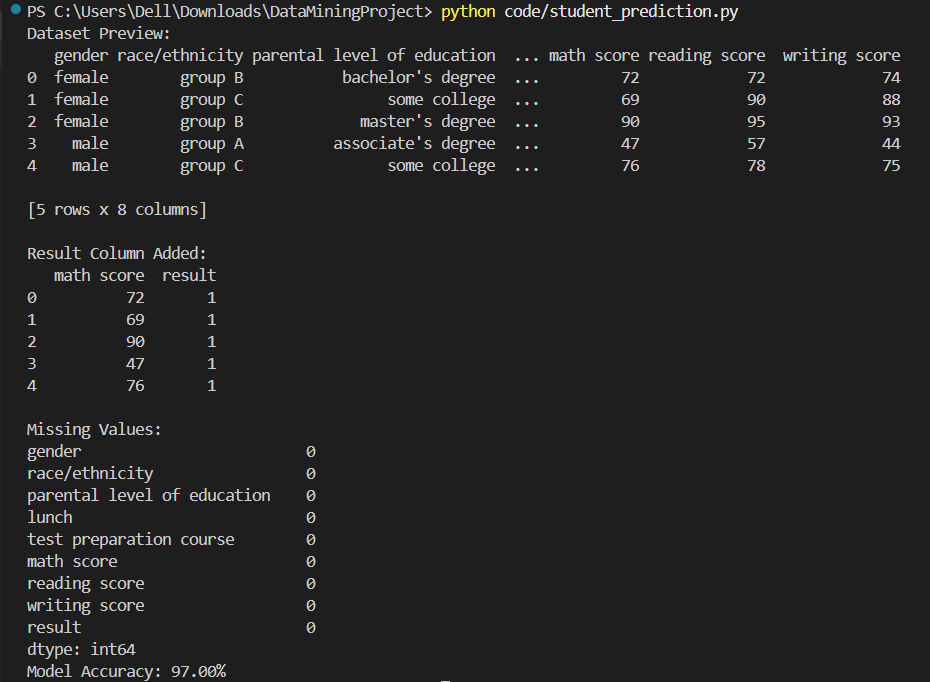 PS C:\Users\Dell\Downloads\DataMiningProject> python code/student_prediction.py
Dataset Preview:
   gender race/ethnicity parental level of education  ... math score reading score  writing score
0  female        group B           bachelor's degree  ...         72            72             74
1  female        group C                some college  ...         69            90             88
2  female        group B             master's degree  ...         90            95             93
3    male        group A          associate's degree  ...         47            57             44
4    male        group C                some college  ...         76            78             75
[5 rows x 8 columns]
Result Column Added:
   math score  result
0          72       1
1          69       1
2          90       1
3          47       1
4          76       1
Missing Values:
gender                         0
race/ethnicity                 0
parental level of education    0
lunch                          0
test preparation course        0
math score                     0
reading score                  0
writing score                  0
result                         0
dtype: int64
Model Accuracy: 97.00%